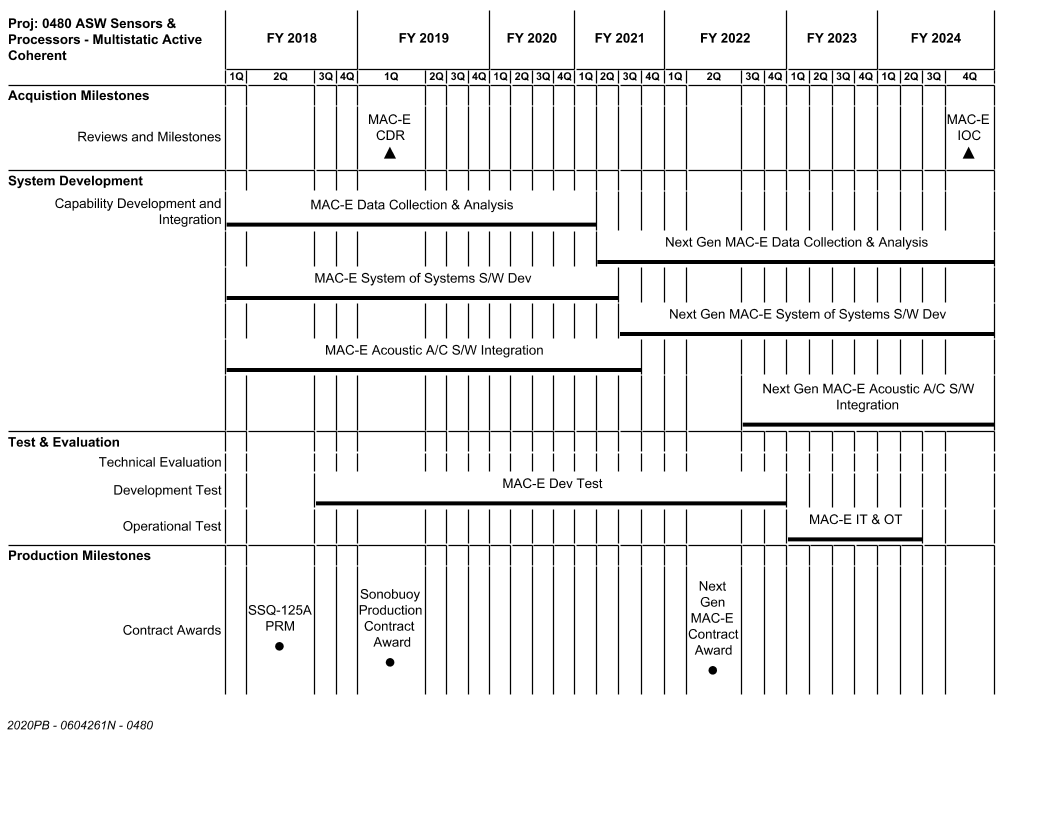 Proj: 0480 ASW Sensors &
Processors - Multistatic Active
Coherent
FY 2018 FY 2019 FY 2020 FY 2021 FY 2022 FY 2023 FY 2024
1Q 2Q 3Q 4Q 1Q 2Q 3Q 4Q 1Q 2Q 3Q 4Q 1Q 2Q 3Q 4Q 1Q 2Q 3Q 4Q 1Q 2Q 3Q 4Q 1Q 2Q 3Q 4Q
Acquistion Milestones
Reviews and Milestones
MAC-E
CDR
MAC-E
IOC
System Development
Capability Development and
Integration
MAC-E Data Collection & Analysis
Next Gen MAC-E Data Collection & Analysis
MAC-E System of Systems S/W Dev
Next Gen MAC-E System of Systems S/W Dev
MAC-E Acoustic A/C S/W Integration
Next Gen MAC-E Acoustic A/C S/W
Integration
Test & Evaluation
Technical Evaluation
Development Test
MAC-E Dev Test
Operational Test
MAC-E IT & OT
Production Milestones
Contract Awards
SSQ-125A
PRM
Sonobuoy
Production
Contract
Award
Next
Gen
MAC-E
Contract
Award
2020PB - 0604261N - 0480